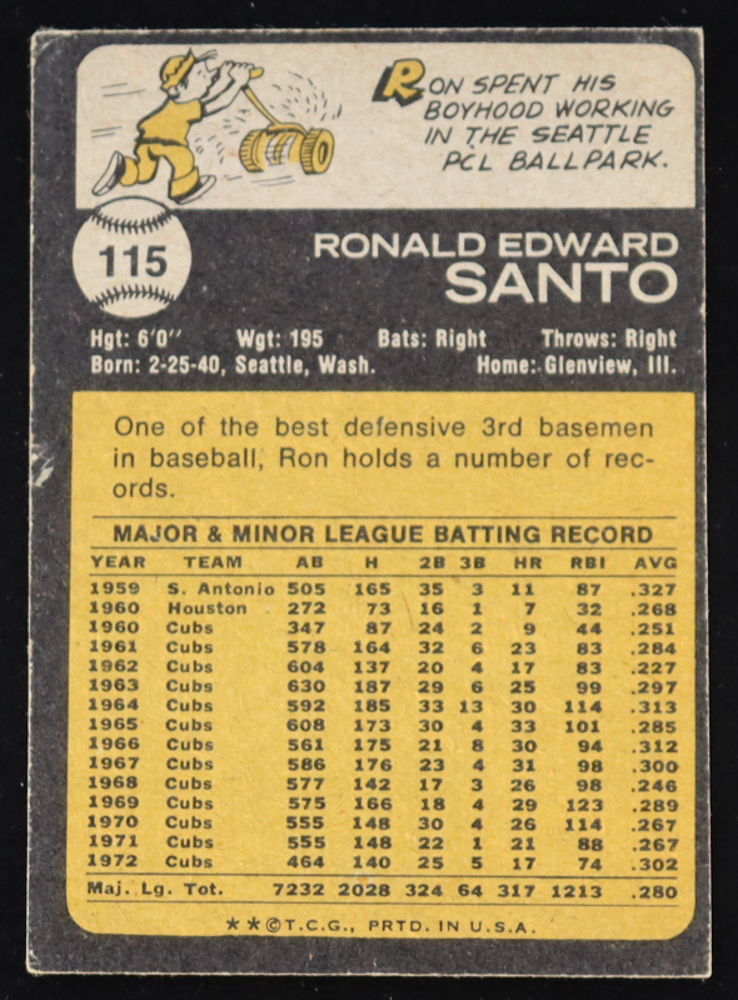 RON SPENT HIS
BOYHOOD WORKING
IN THE SEATTLE
PCL BALLPARK.
115
RONALD EDWARD
SANTO
Hgt: 6'0" Wgt: 195 Bats: Right Throws: Right
Born: 2-25-40, Seattle, Wash. Home: Glenview, Ill.
One of the best defensive 3rd basemen
in baseball, Ron holds a number of rec-
ords.
MAJOR & MINOR LEAGUE BATTING RECORD
YEAR TEAM AB H 2B 3B HR RBI AVG
1959 S. Antonio 505 165 35 3 11 87 .327
1960 Houston 272 73 16 1 7 32 .268
1960 Cubs 347 87 24 2 9 44 .251
1961 Cubs 578 164 32 6 23 83 .284
1962 Cubs 604 137 20 4 17 83 .227
1963 Cubs 630 187 29 6 25 99 .297
1964 Cubs 592 185 33 13 30 114 .313
1965 Cubs 608 173 30 4 33 101 .285
1966 Cubs 561 175 21 8 30 94 .312
1967 Cubs 586 176 23 4 31 98 .300
1968 Cubs 577 142 17 3 26 98 .246
1969 Cubs 575 166 18 4 29 123 .289
1970 Cubs 555 148 30 4 26 114 .267
1971 Cubs 555 148 22 1 21 88 .267
1972 Cubs 464 140 25 5 17 74 .302
Maj. Lg. Tot. 7232 2028 324 64 317 1213 .280
**©T.C.G., PRTD. IN U.S.A.